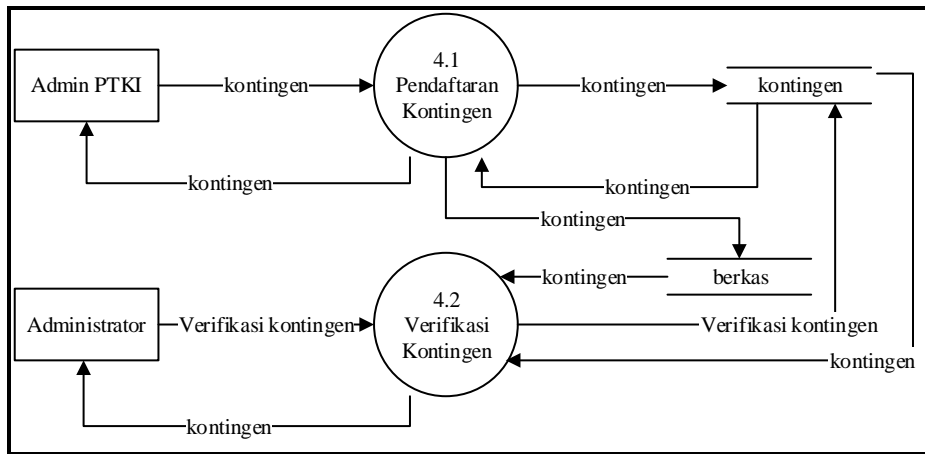 4.1
Pendaftaran
Kontingen
Admin PTKI
kontingen
kontingen
kontingen
kontingen
kontingen
kontingen
berkas
kontingen
4.2
Verifikasi
Kontingen
Administrator
Verifikasi kontingen
Verifikasi kontingen
kontingen
kontingen